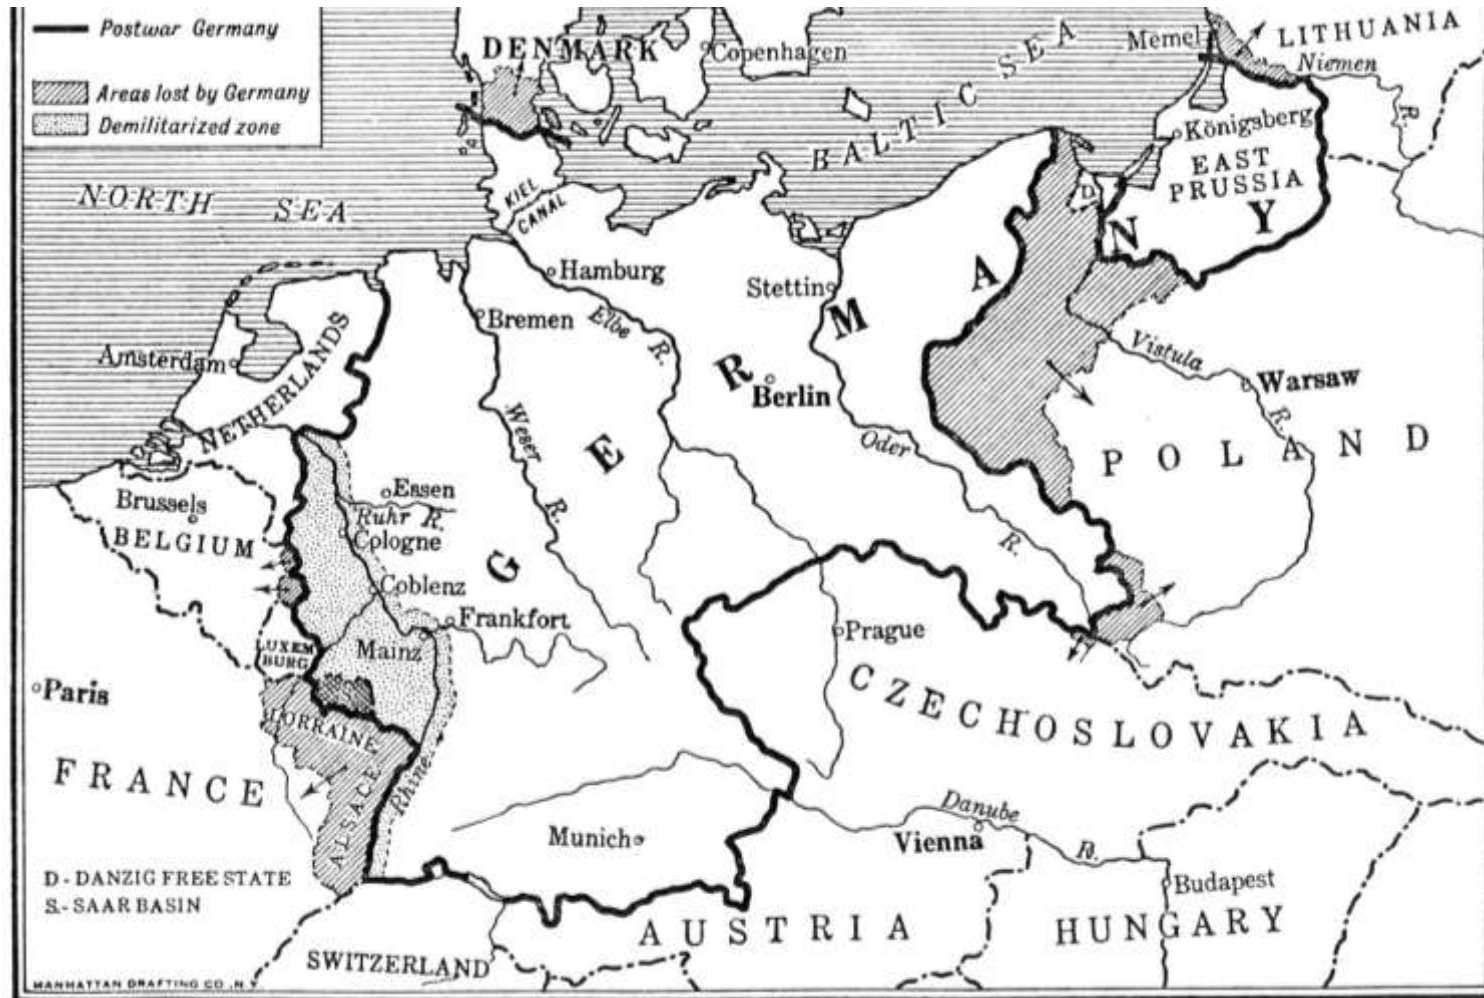 Postwar Germany
Areas lost by Germany
Demilitarized zone
DENMARK
Copenhagen
BALTIC SEA
Memel
LITHUANIA
Niemen
R.
Königsberg
EAST
PRUSSIA
D.
NORTH SEA
KIEL
CANAL
Hamburg
Stettin
Bremen
Elbe R.
GERMANY
Amsterdam
NETHERLANDS
Berlin
Vistula
R.
Warsaw
POLAND
Weser R.
Oder R.
Brussels
BELGIUM
Essen
Ruhr R.
Cologne
Coblenz
Frankfort
LUXEM
BURG
Mainz
Prague
CZECHOSLOVAKIA
Paris
LORRAINE
FRANCE
ALSACE
Rhine
Munich
Danube R.
Vienna
Budapest
AUSTRIA
HUNGARY
SWITZERLAND
D - DANZIG FREE STATE
S.- SAAR BASIN
MANHATTAN DRAFTING CO., N.Y.